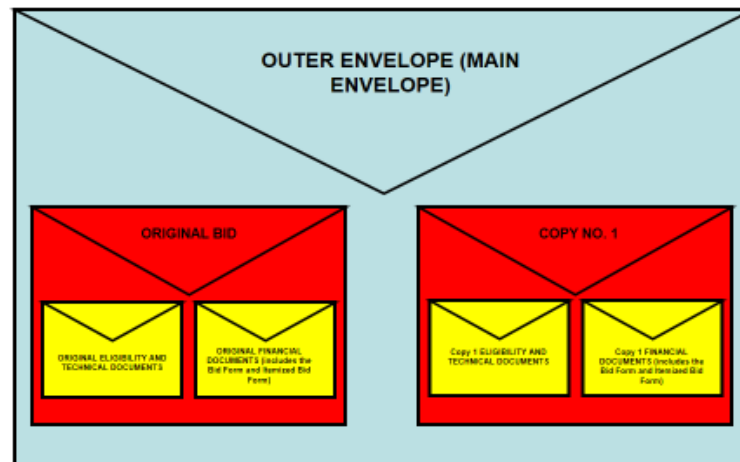 OUTER ENVELOPE (MAIN
ENVELOPE)
ORIGINAL BID
COPY NO. 1
ORIGINAL ELIGIBILITY AND
TECHNICAL DOCUMENTS
ORIGINAL FINANCIAL
DOCUMENTS (includes the
Bid Form and Itemized Bid
Form)
Copy 1 ELIGIBILITY AND
TECHNICAL DOCUMENTS
Copy 1 FINANCIAL
DOCUMENTS (includes the
Bid Form and Itemized Bid
Form)